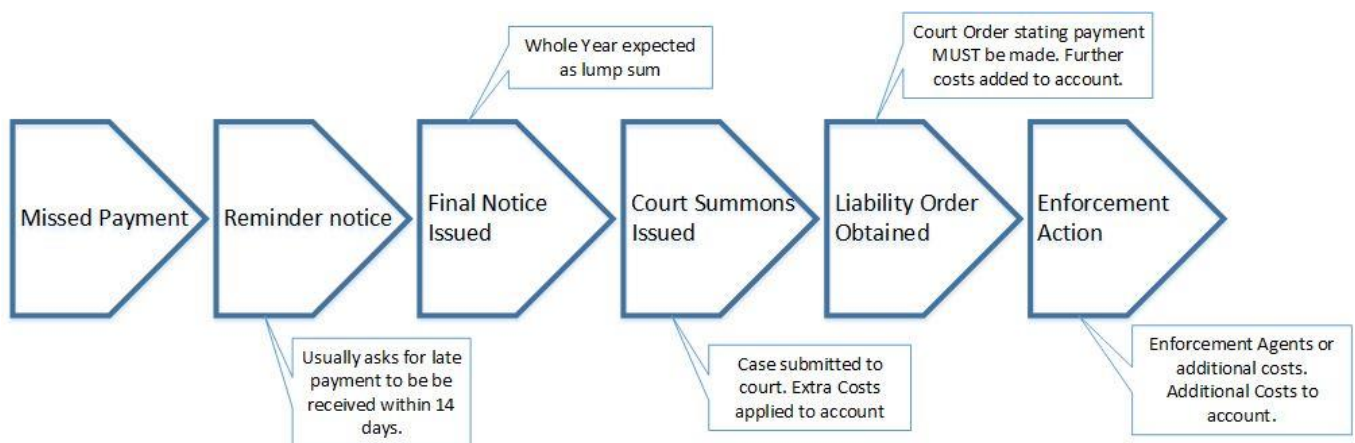 Whole Year expected
as lump sum
Court Order stating payment
MUST be made. Further
costs added to account.
Missed Payment
Reminder notice
Final Notice
Issued
Court Summons
Issued
Liability Order
Obtained
Enforcement
Action
Usually asks for late
payment to be be
received within 14
days.
Case submitted to
court. Extra Costs
applied to account
Enforcement Agents or
additional costs.
Additional Costs to
account.